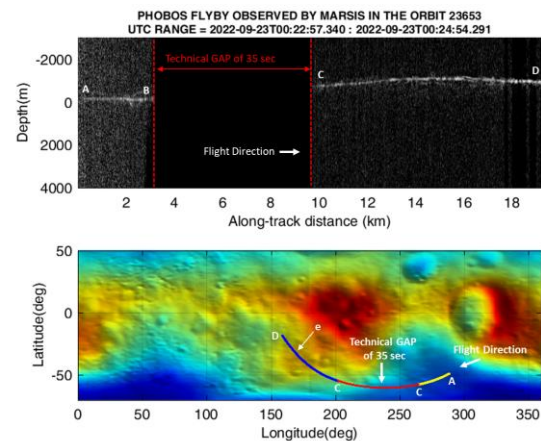 PHOBOS FLYBY OBSERVED BY MARSIS IN THE ORBIT 23653
UTC RANGE = 2022-09-23T00:22:57.340 : 2022-09-23T00:24:54.291
Technical GAP of 35 sec
A
B
C
D
Flight Direction
Depth(m)
-2000
0
2000
4000
2
4
6
8
10
12
14
16
18
Along-track distance (km)
50
0
-50
Latitude(deg)
D
e
Technical GAP
of 35 sec
Flight Direction
C
C
A
0
50
100
150
200
250
300
350
Longitude(deg)